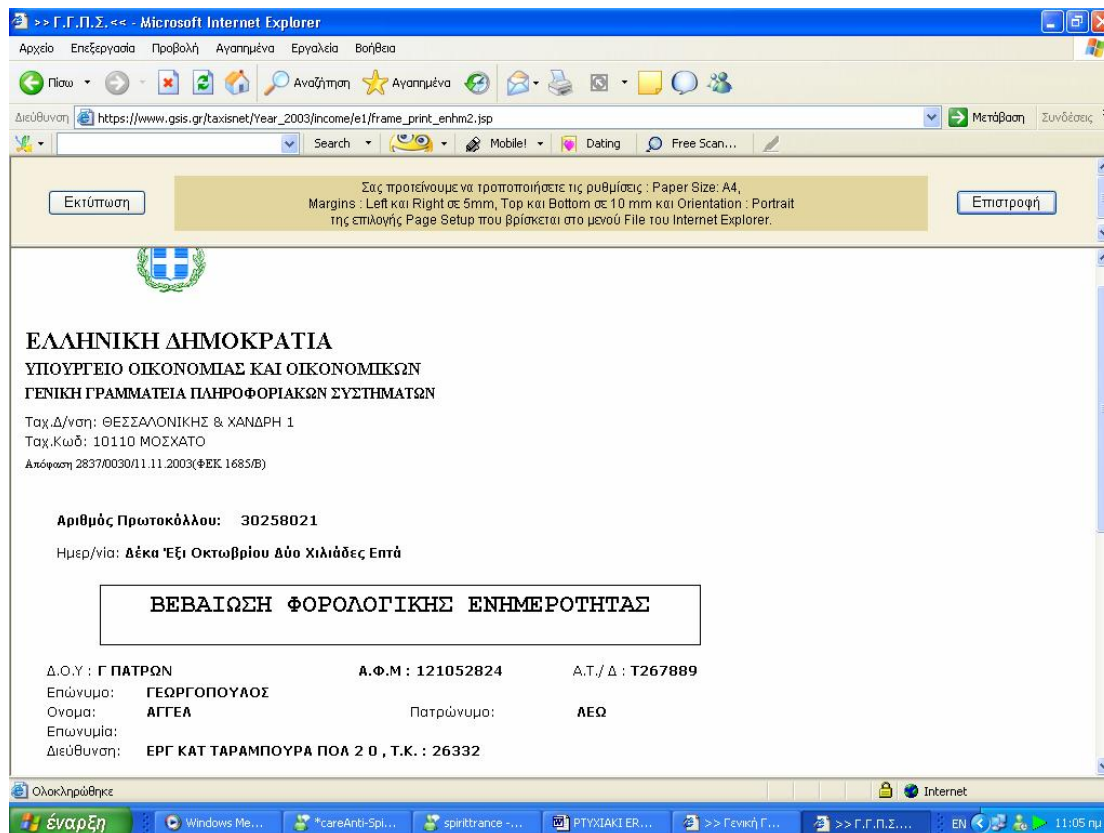 >> Γ.Γ.Π.Σ. << - Microsoft Internet Explorer
Αρχείο Επεξεργασία Προβολή Αγαπημένα Εργαλεία Βοήθεια
Πίσω Αναζήτηση Αγαπημένα
Διεύθυνση https://www.gsis.gr/taxisnet/Year_2003/income/e1/frame_print_enhm2.jsp Μετάβαση Συνδέσεις
Search Mobile! Dating Free Scan...
Εκτύπωση
Σας προτείνουμε να τροποποιήσετε τις ρυθμίσεις : Paper Size: A4,
Margins : Left και Right σε 5mm, Top και Bottom σε 10 mm και Orientation : Portrait
της επιλογής Page Setup που βρίσκεται στο μενού File του Internet Explorer.
Επιστροφή
ΕΛΛΗΝΙΚΗ ΔΗΜΟΚΡΑΤΙΑ
ΥΠΟΥΡΓΕΙΟ ΟΙΚΟΝΟΜΙΑΣ ΚΑΙ ΟΙΚΟΝΟΜΙΚΩΝ
ΓΕΝΙΚΗ ΓΡΑΜΜΑΤΕΙΑ ΠΛΗΡΟΦΟΡΙΑΚΩΝ ΣΥΣΤΗΜΑΤΩΝ
Ταχ.Δ/νση: ΘΕΣΣΑΛΟΝΙΚΗΣ & ΧΑΝΔΡΗ 1
Ταχ.Κωδ: 10110 ΜΟΣΧΑΤΟ
Απόφαση 2837/0030/11.11.2003(ΦΕΚ 1685/Β)
Αριθμός Πρωτοκόλλου: 30258021
Ημερ/νία: Δέκα Έξι Οκτωβρίου Δύο Χιλιάδες Επτά
ΒΕΒΑΙΩΣΗ ΦΟΡΟΛΟΓΙΚΗΣ ΕΝΗΜΕΡΟΤΗΤΑΣ
Δ.Ο.Υ : Γ ΠΑΤΡΩΝ Α.Φ.Μ : 121052824 Α.Τ./ Δ : Τ267889
Επώνυμο: ΓΕΩΡΓΟΠΟΥΛΟΣ
Ονομα: ΑΓΓΕΛ Πατρώνυμο: ΛΕΩ
Επωνυμία:
Διεύθυνση: ΕΡΓ ΚΑΤ ΤΑΡΑΜΠΟΥΡΑ ΠΟΛ 2 0 , Τ.Κ. : 26332
Ολοκληρώθηκε Internet
έναρξη Windows Me... *careAnti-Spi... spirittrance -... PTYXIAKI ER... >> Γενική Γ... >> Γ.Γ.Π.Σ.... EN 11:05 πμ